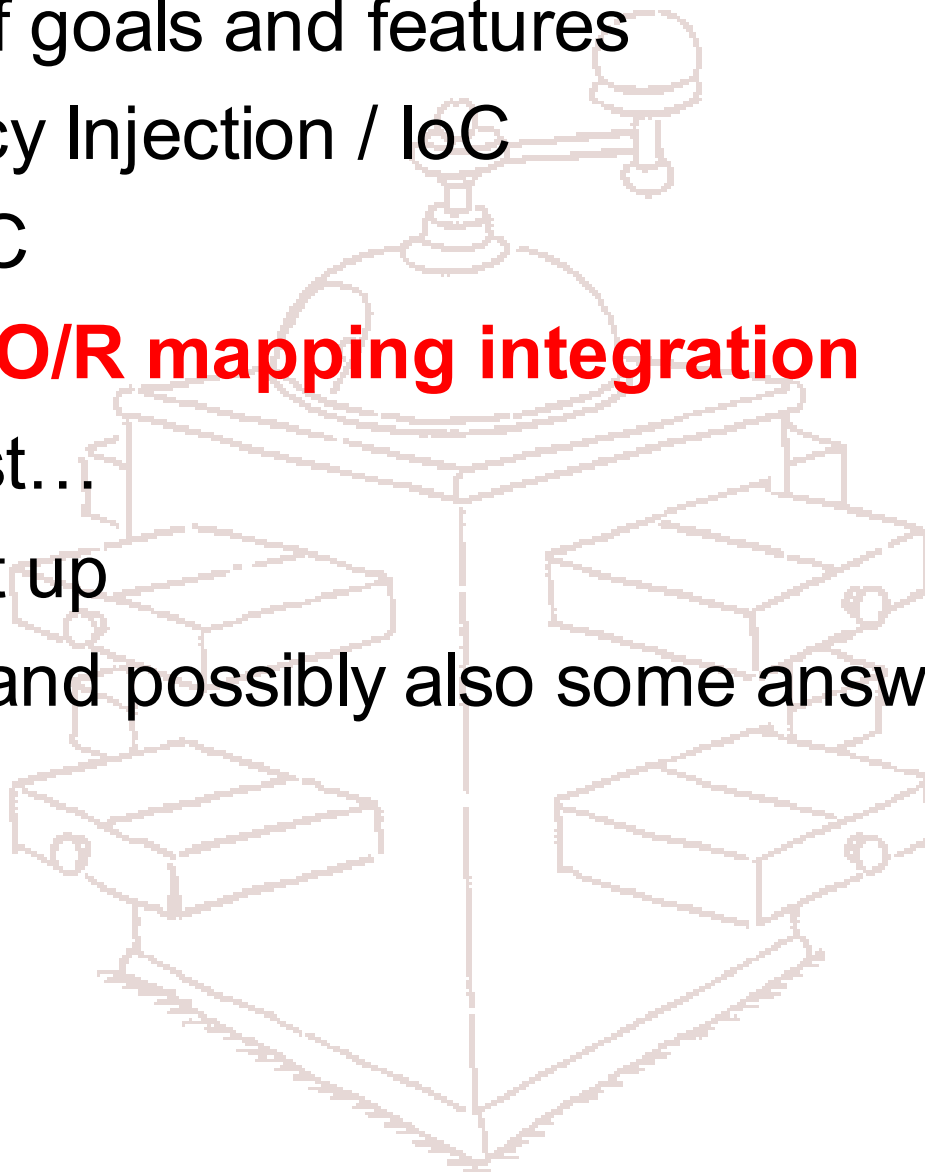 f goals and features
cy Injection / IoC
C
O/R mapping integration
st…
t up
and possibly also some answ